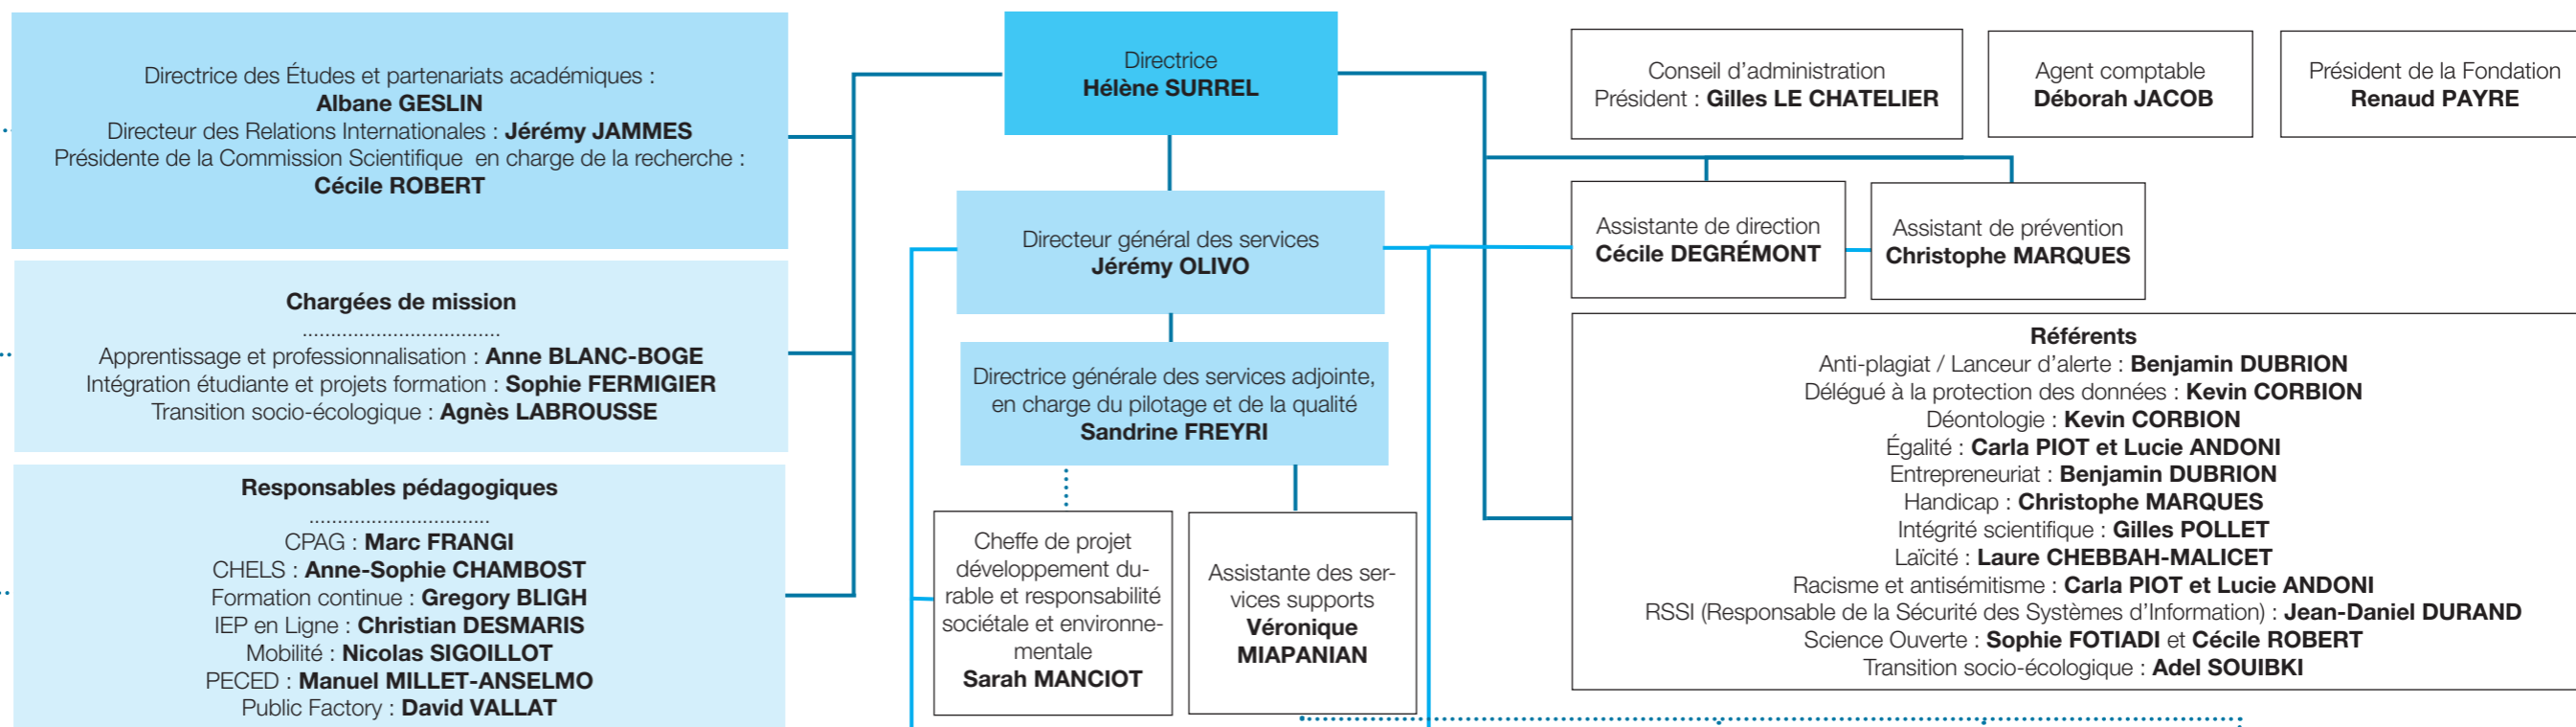 Directrice des Études et partenariats académiques :
Albane GESLIN
Directeur des Relations Internationales : Jérémy JAMMES
Présidente de la Commission Scientifique en charge de la recherche :
Cécile ROBERT
Chargées de mission
...................................
Apprentissage et professionnalisation : Anne BLANC-BOGE
Intégration étudiante et projets formation : Sophie FERMIGIER
Transition socio-écologique : Agnès LABROUSSE
Responsables pédagogiques
................................
CPAG : Marc FRANGI
CHELS : Anne-Sophie CHAMBOST
Formation continue : Gregory BLIGH
IEP en Ligne : Christian DESMARIS
Mobilité : Nicolas SIGOILLOT
PECED : Manuel MILLET-ANSELMO
Public Factory : David VALLAT
Directrice
Hélène SURREL
Directeur général des services
Jérémy OLIVO
Directrice générale des services adjointe,
en charge du pilotage et de la qualité
Sandrine FREYRI
Cheffe de projet
développement du-
rable et responsabilité
sociétale et environne-
mentale
Sarah MANCIOT
Assistante des ser-
vices supports
Véronique
MIAPANIAN
Conseil d'administration
Président : Gilles LE CHATELIER
Agent comptable
Déborah JACOB
Président de la Fondation
Renaud PAYRE
Assistante de direction
Cécile DEGRÉMONT
Assistant de prévention
Christophe MARQUES
Référents
Anti-plagiat / Lanceur d'alerte : Benjamin DUBRION
Délégué à la protection des données : Kevin CORBION
Déontologie : Kevin CORBION
Égalité : Carla PIOT et Lucie ANDONI
Entrepreneuriat : Benjamin DUBRION
Handicap : Christophe MARQUES
Intégrité scientifique : Gilles POLLET
Laïcité : Laure CHEBBAH-MALICET
Racisme et antisémitisme : Carla PIOT et Lucie ANDONI
RSSI (Responsable de la Sécurité des Systèmes d'Information) : Jean-Daniel DURAND
Science Ouverte : Sophie FOTIADI et Cécile ROBERT
Transition socio-écologique : Adel SOUIBKI